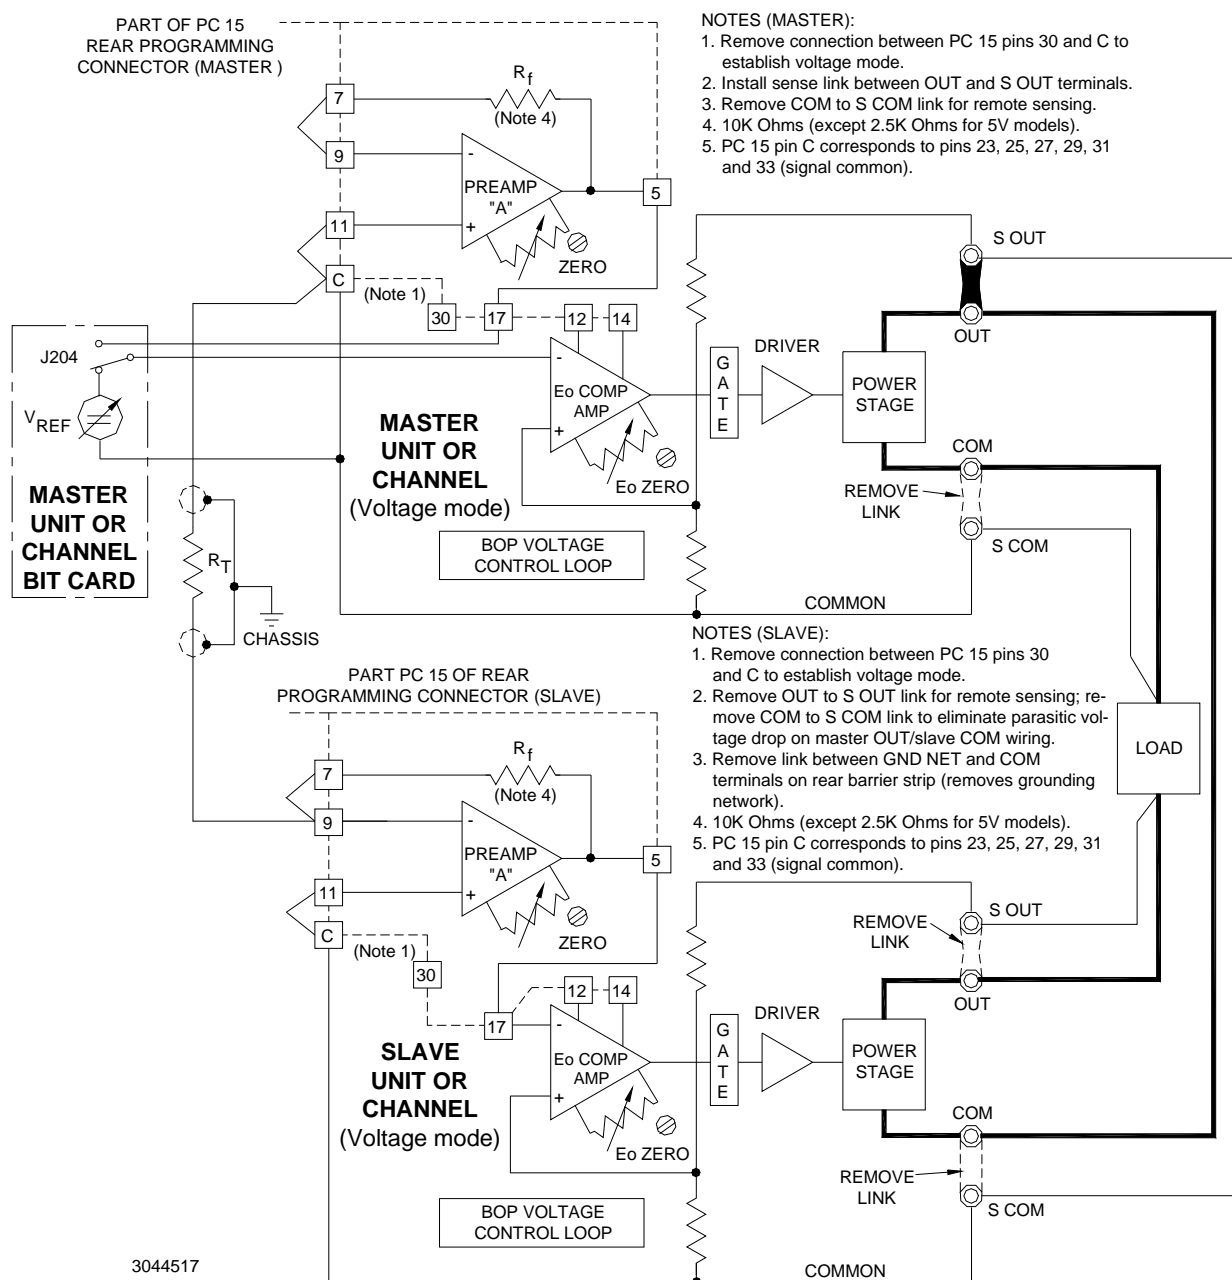 PART OF PC 15
REAR PROGRAMMING
CONNECTOR (MASTER )
NOTES (MASTER):
1. Remove connection between PC 15 pins 30 and C to
establish voltage mode.
2. Install sense link between OUT and S OUT terminals.
3. Remove COM to S COM link for remote sensing.
4. 10K Ohms (except 2.5K Ohms for 5V models).
5. PC 15 pin C corresponds to pins 23, 25, 27, 29, 31
and 33 (signal common).
Rf
(Note 4)
7
9
-
PREAMP
"A"
5
11
+
ZERO
C
(Note 1)
30
17
12
14
S OUT
OUT
J204
VREF
-
Eo COMP
AMP
+
Eo ZERO
GATE
DRIVER
POWER
STAGE
MASTER
UNIT OR
CHANNEL
(Voltage mode)
COM
REMOVE
LINK
S COM
MASTER
UNIT OR
CHANNEL
BIT CARD
RT
CHASSIS
BOP VOLTAGE
CONTROL LOOP
COMMON
NOTES (SLAVE):
1. Remove connection between PC 15 pins 30
and C to establish voltage mode.
2. Remove OUT to S OUT link for remote sensing; re-
move COM to S COM link to eliminate parasitic vol-
tage drop on master OUT/slave COM wiring.
3. Remove link between GND NET and COM
terminals on rear barrier strip (removes grounding
network).
4. 10K Ohms (except 2.5K Ohms for 5V models).
5. PC 15 pin C corresponds to pins 23, 25, 27, 29, 31
and 33 (signal common).
LOAD
PART PC 15 OF REAR
PROGRAMMING CONNECTOR (SLAVE)
Rf
(Note 4)
7
9
-
PREAMP
"A"
5
11
+
ZERO
C
(Note 1)
30
17
12
14
S OUT
REMOVE
LINK
OUT
-
Eo COMP
AMP
+
Eo ZERO
GATE
DRIVER
POWER
STAGE
SLAVE
UNIT OR
CHANNEL
(Voltage mode)
COM
REMOVE
LINK
S COM
BOP VOLTAGE
CONTROL LOOP
COMMON
3044517